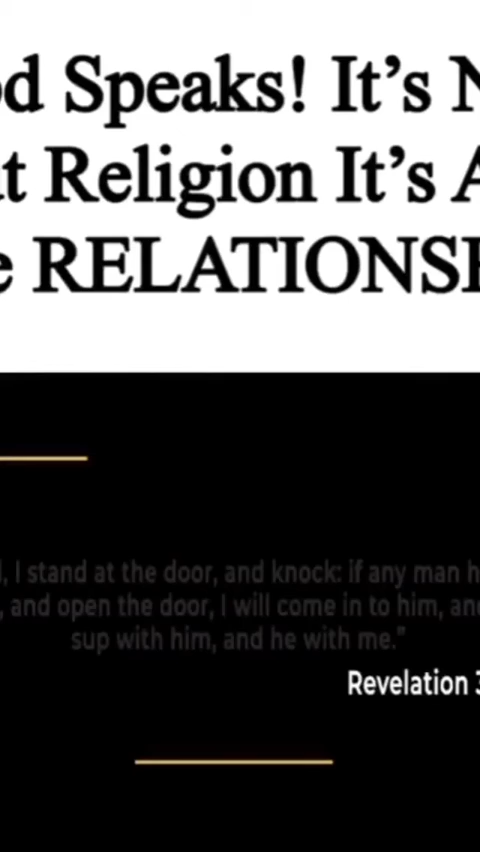 od Speaks! It’s N
t Religion It’s A
e RELATIONSH
, I stand at the door, and knock: if any man h
, and open the door, I will come in to him, and
sup with him, and he with me.”
Revelation 3